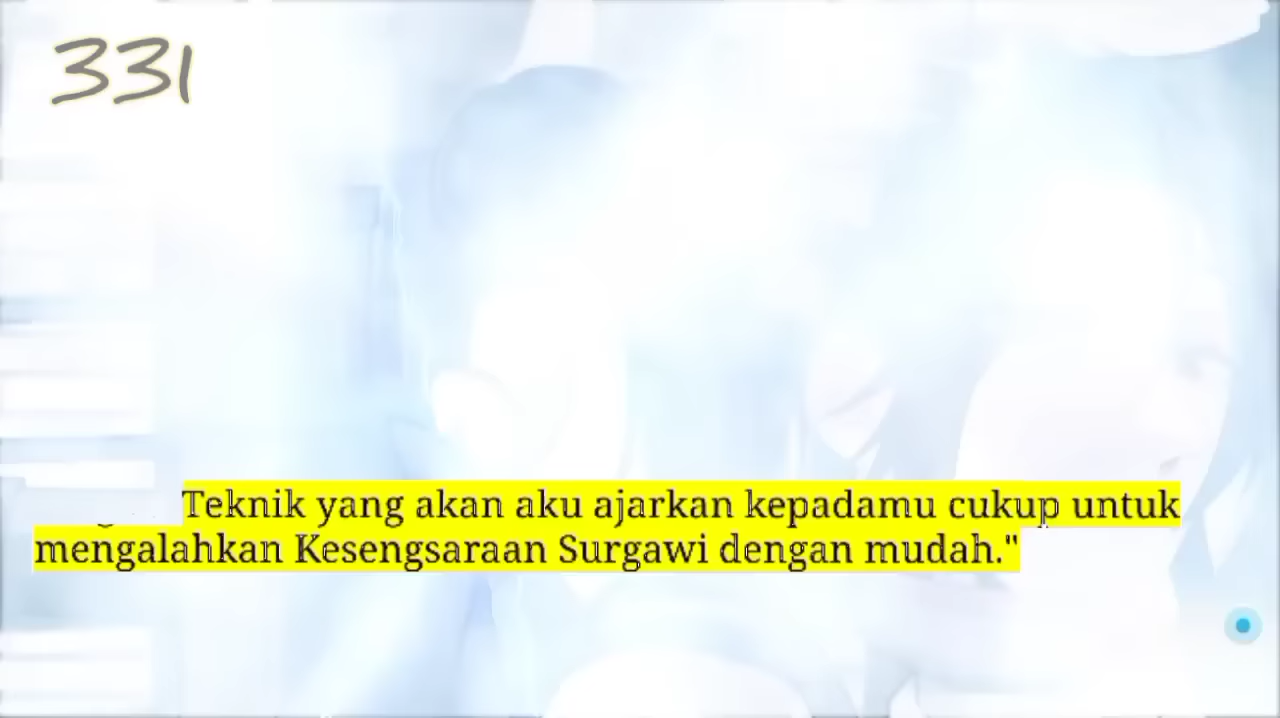 331
Teknik yang akan aku ajarkan kepadamu cukup untuk
mengalahkan Kesengsaraan Surgawi dengan mudah."